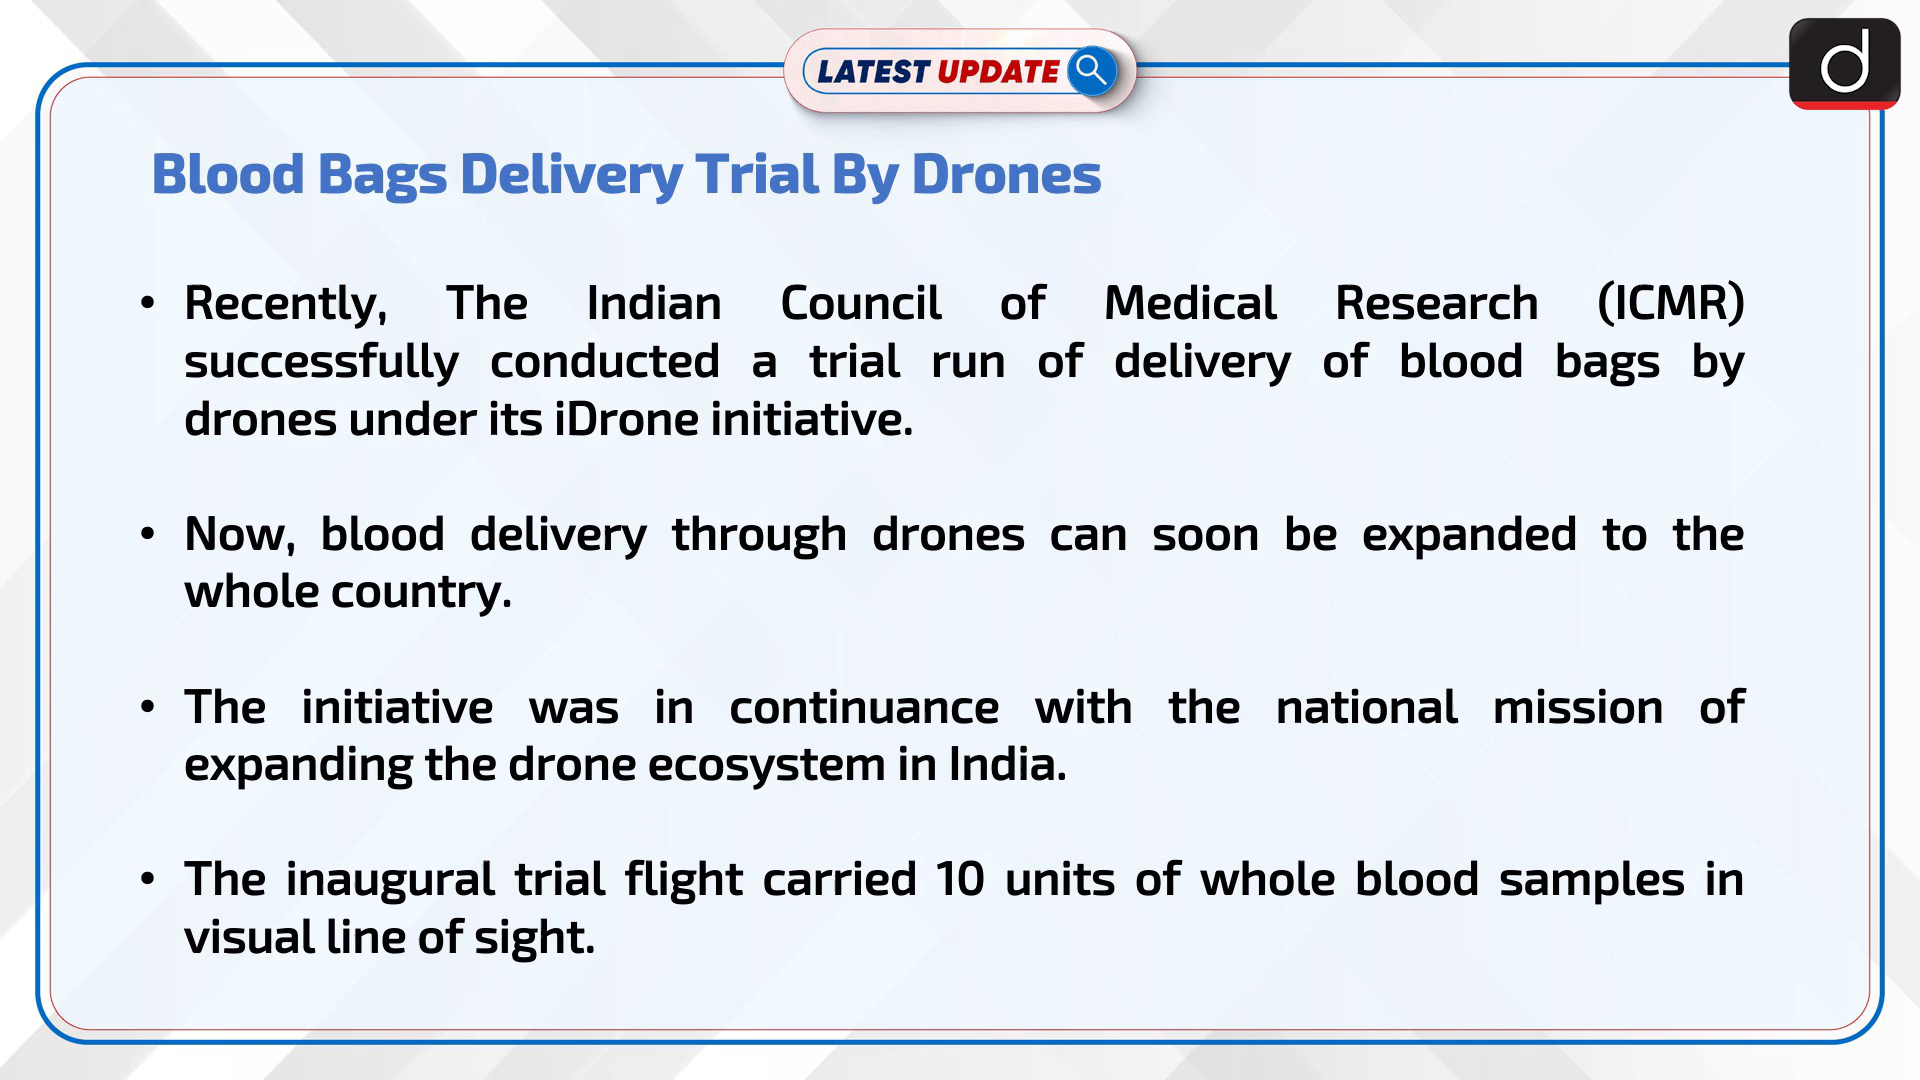 LATEST UPDATE
d
Blood Bags Delivery Trial By Drones
• Recently, The Indian Council of Medical Research (ICMR)
successfully conducted a trial run of delivery of blood bags by
drones under its iDrone initiative.
• Now, blood delivery through drones can soon be expanded to the
whole country.
• The initiative was in continuance with the national mission of
expanding the drone ecosystem in India.
• The inaugural trial flight carried 10 units of whole blood samples in
visual line of sight.